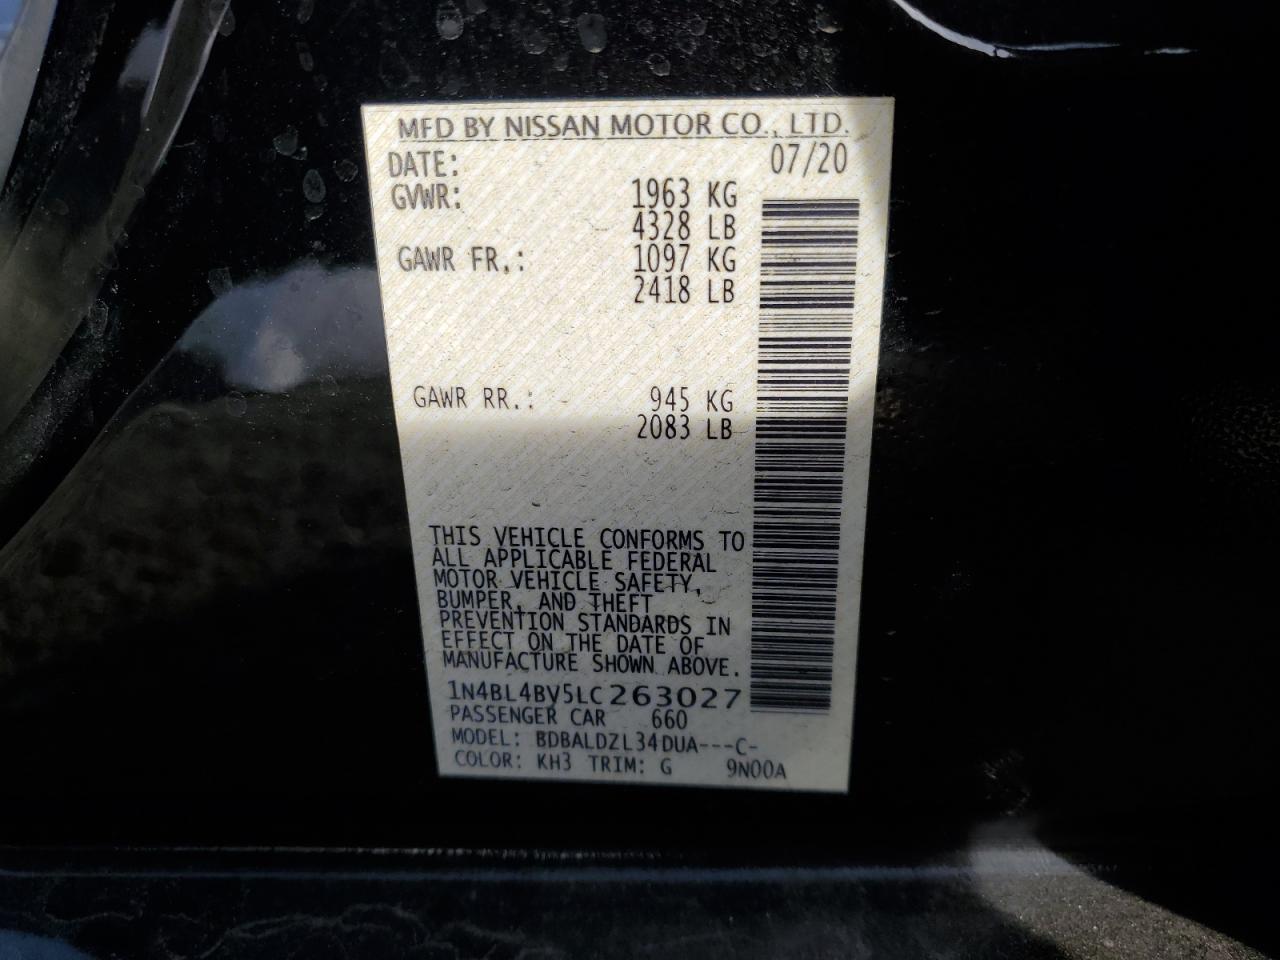 MFD BY NISSAN MOTOR CO., LTD.
DATE: 07/20
GVWR: 1963 KG
4328 LB
GAWR FR.: 1097 KG
2418 LB
GAWR RR.: 945 KG
2083 LB
THIS VEHICLE CONFORMS TO
ALL APPLICABLE FEDERAL
MOTOR VEHICLE SAFETY,
BUMPER, AND THEFT
PREVENTION STANDARDS IN
EFFECT ON THE DATE OF
MANUFACTURE SHOWN ABOVE.
1N4BL4BV5LC263027
PASSENGER CAR 660
MODEL: BDBALDZL34DUA---C-
COLOR: KH3 TRIM: G 9N00A